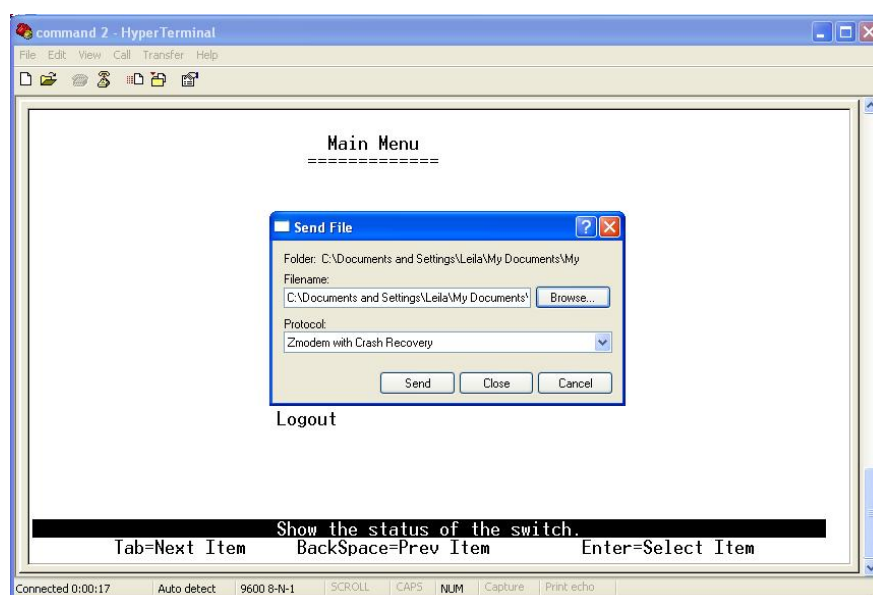 command 2 - HyperTerminal
File Edit View Call Transfer Help
Main Menu
=============
Send File
Folder: C:\Documents and Settings\Leila\My Documents\My
Filename:
C:\Documents and Settings\Leila\My Documents\
Browse...
Protocol:
Zmodem with Crash Recovery
Send Close Cancel
Logout
Show the status of the switch.
Tab=Next Item BackSpace=Prev Item Enter=Select Item
Connected 0:00:17 Auto detect 9600 8-N-1 SCROLL CAPS NUM Capture Print echo